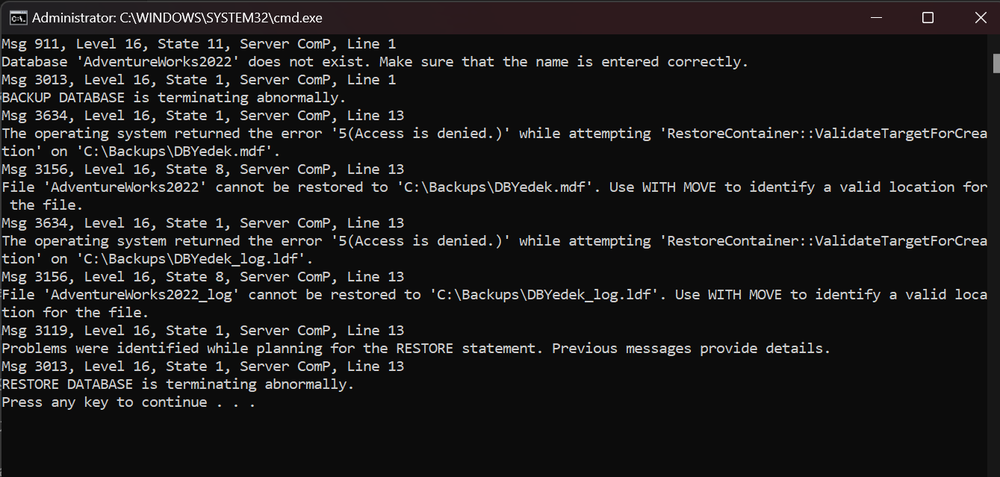 Administrator: C:\WINDOWS\SYSTEM32\cmd.exe
Msg 911, Level 16, State 11, Server ComP, Line 1
Database 'AdventureWorks2022' does not exist. Make sure that the name is entered correctly.
Msg 3013, Level 16, State 1, Server ComP, Line 1
BACKUP DATABASE is terminating abnormally.
Msg 3634, Level 16, State 1, Server ComP, Line 13
The operating system returned the error '5(Access is denied.)' while attempting 'RestoreContainer::ValidateTargetForCrea
tion' on 'C:\Backups\DBYedek.mdf'.
Msg 3156, Level 16, State 8, Server ComP, Line 13
File 'AdventureWorks2022' cannot be restored to 'C:\Backups\DBYedek.mdf'. Use WITH MOVE to identify a valid location for
 the file.
Msg 3634, Level 16, State 1, Server ComP, Line 13
The operating system returned the error '5(Access is denied.)' while attempting 'RestoreContainer::ValidateTargetForCrea
tion' on 'C:\Backups\DBYedek_log.ldf'.
Msg 3156, Level 16, State 8, Server ComP, Line 13
File 'AdventureWorks2022_log' cannot be restored to 'C:\Backups\DBYedek_log.ldf'. Use WITH MOVE to identify a valid loca
tion for the file.
Msg 3119, Level 16, State 1, Server ComP, Line 13
Problems were identified while planning for the RESTORE statement. Previous messages provide details.
Msg 3013, Level 16, State 1, Server ComP, Line 13
RESTORE DATABASE is terminating abnormally.
Press any key to continue . . .